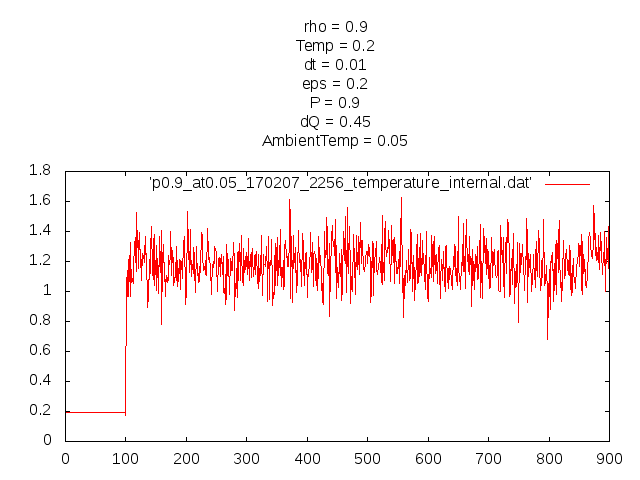 rho = 0.9
Temp = 0.2
dt = 0.01
eps = 0.2
P = 0.9
dQ = 0.45
AmbientTemp = 0.05
1.8
'p0.9_at0.05_170207_2256_temperature_internal.dat'
1.6
1.4
1.2
1
0.8
0.6
0.4
0.2
0
0 100 200 300 400 500 600 700 800 900